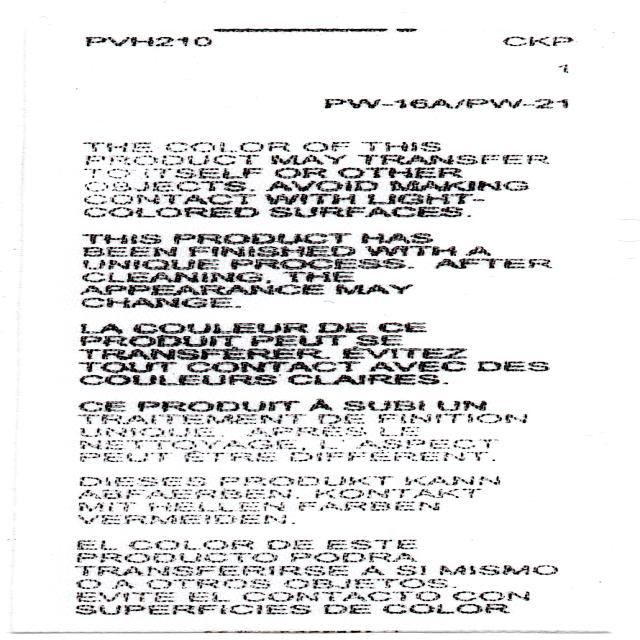 PVH210 CKP
1
PW-16A/PW-21
THE COLOR OF THIS
PRODUCT MAY TRANSFER
TO ITSELF OR OTHER
OBJECTS. AVOID MAKING
CONTACT WITH LIGHT-
COLORED SURFACES.
THIS PRODUCT HAS
BEEN FINISHED WITH A
UNIQUE PROCESS. AFTER
CLEANING, THE
APPEARANCE MAY
CHANGE.
LA COULEUR DE CE
PRODUIT PEUT SE
TRANSFÉRER. ÉVITEZ
TOUT CONTACT AVEC DES
COULEURS CLAIRES.
CE PRODUIT À SUBI UN
TRAITEMENT DE FINITION
UNIQUE. APRÈS LE
NETTOYAGE, L'ASPECT
PEUT ÊTRE DIFFÉRENT.
DIESES PRODUKT KANN
ABFAERBEN. KONTAKT
MIT HELLEN FARBEN
VERMEIDEN.
EL COLOR DE ESTE
PRODUCTO PODRA
TRANSFERIRSE A SI MISMO
O A OTROS OBJETOS.
EVITE EL CONTACTO CON
SUPERFICIES DE COLOR